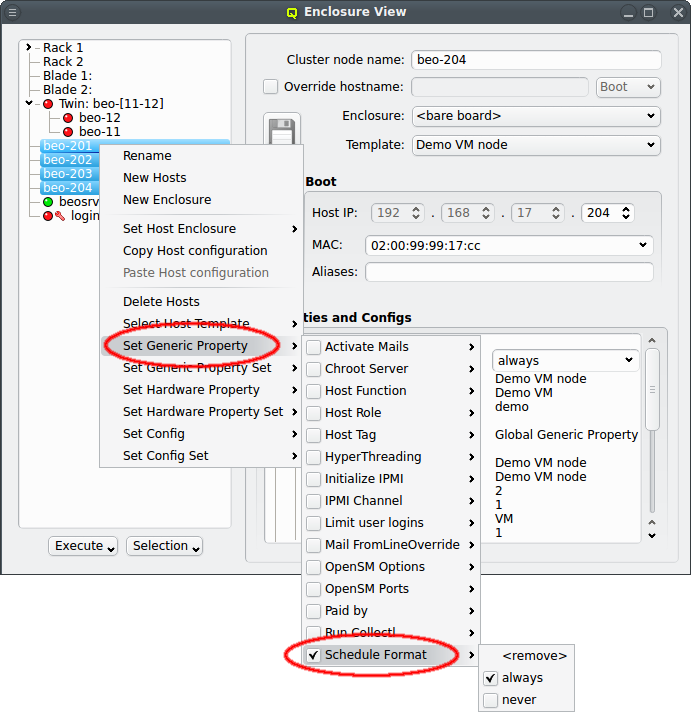 Enclosure View
Rack 1
Rack 2
Blade 1:
Blade 2:
Twin: beo-[11-12]
beo-12
beo-11
beo-201
beo-202
beo-203
beo-204
beosrv
login
Execute
Selection
Cluster node name: beo-204
Override hostname: Boot
Enclosure: <bare board>
Template: Demo VM node
Boot
Host IP: 192 . 168 . 17 . 204
MAC: 02:00:99:99:17:cc
Aliases:
ties and Configs
always
Demo VM node
Demo VM
demo
Global Generic Property
Demo VM node
Demo VM node
2
1
VM
1
Rename
New Hosts
New Enclosure
Set Host Enclosure
Copy Host configuration
Paste Host configuration
Delete Hosts
Select Host Template
Set Generic Property
Set Generic Property Set
Set Hardware Property
Set Hardware Property Set
Set Config
Set Config Set
Activate Mails
Chroot Server
Host Function
Host Role
Host Tag
HyperThreading
Initialize IPMI
IPMI Channel
Limit user logins
Mail FromLineOverride
OpenSM Options
OpenSM Ports
Paid by
Run Collectl
Schedule Format
<remove>
always
never